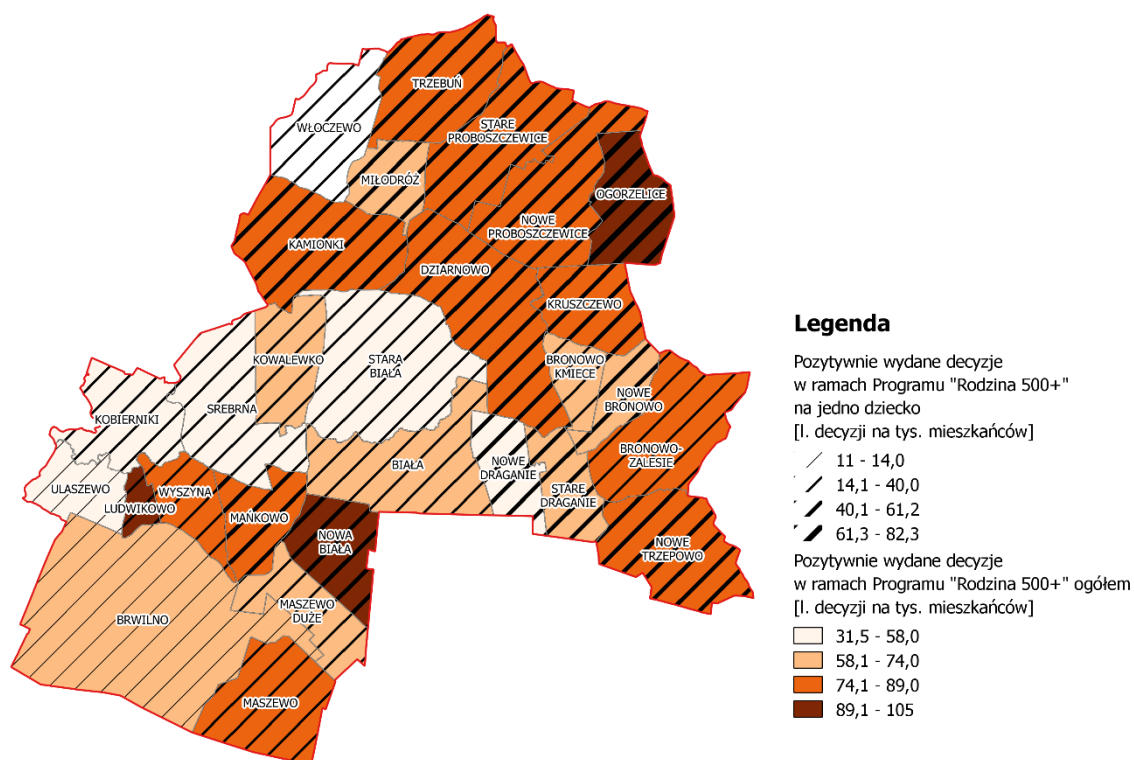 TRZEBUŃ
WŁOCZEWO
STARE
PROBOSZCZEWICE
MIŁODRÓŻ
OGORZELICE
NOWE
PROBOSZCZEWICE
KAMIONKI
DZIARNOWO
KRUSZCZEWO
KOWALEWKO
STARA
BIAŁA
BRONOWO
KMIECE
NOWE
BRONOWO
SREBRNA
KOBIERNIKI
BRONOWO-
ZALESIE
BIAŁA
NOWE
DRAGANIE
STARE
DRAGANIE
ULASZEWO
LUDWIKOWO
WYSZYNA
MAŃKOWO
NOWA
BIAŁA
NOWE
TRZEPOWO
MASZEWO
DUŻE
BRWILNO
MASZEWO
Legenda
Pozytywnie wydane decyzje
w ramach Programu "Rodzina 500+"
na jedno dziecko
[l. decyzji na tys. mieszkańców]
11 - 14,0
14,1 - 40,0
40,1 - 61,2
61,3 - 82,3
Pozytywnie wydane decyzje
w ramach Programu "Rodzina 500+" ogółem
[l. decyzji na tys. mieszkańców]
31,5 - 58,0
58,1 - 74,0
74,1 - 89,0
89,1 - 105